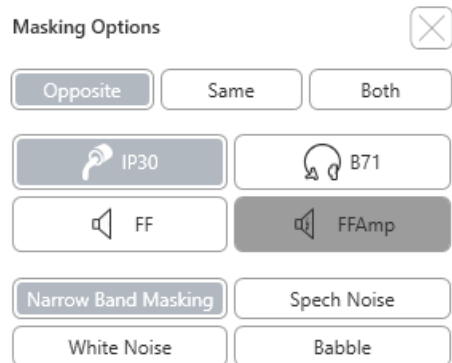 Masking Options
Opposite Same Both
IP30 B71
FF FFAmp
Narrow Band Masking Spech Noise
White Noise Babble